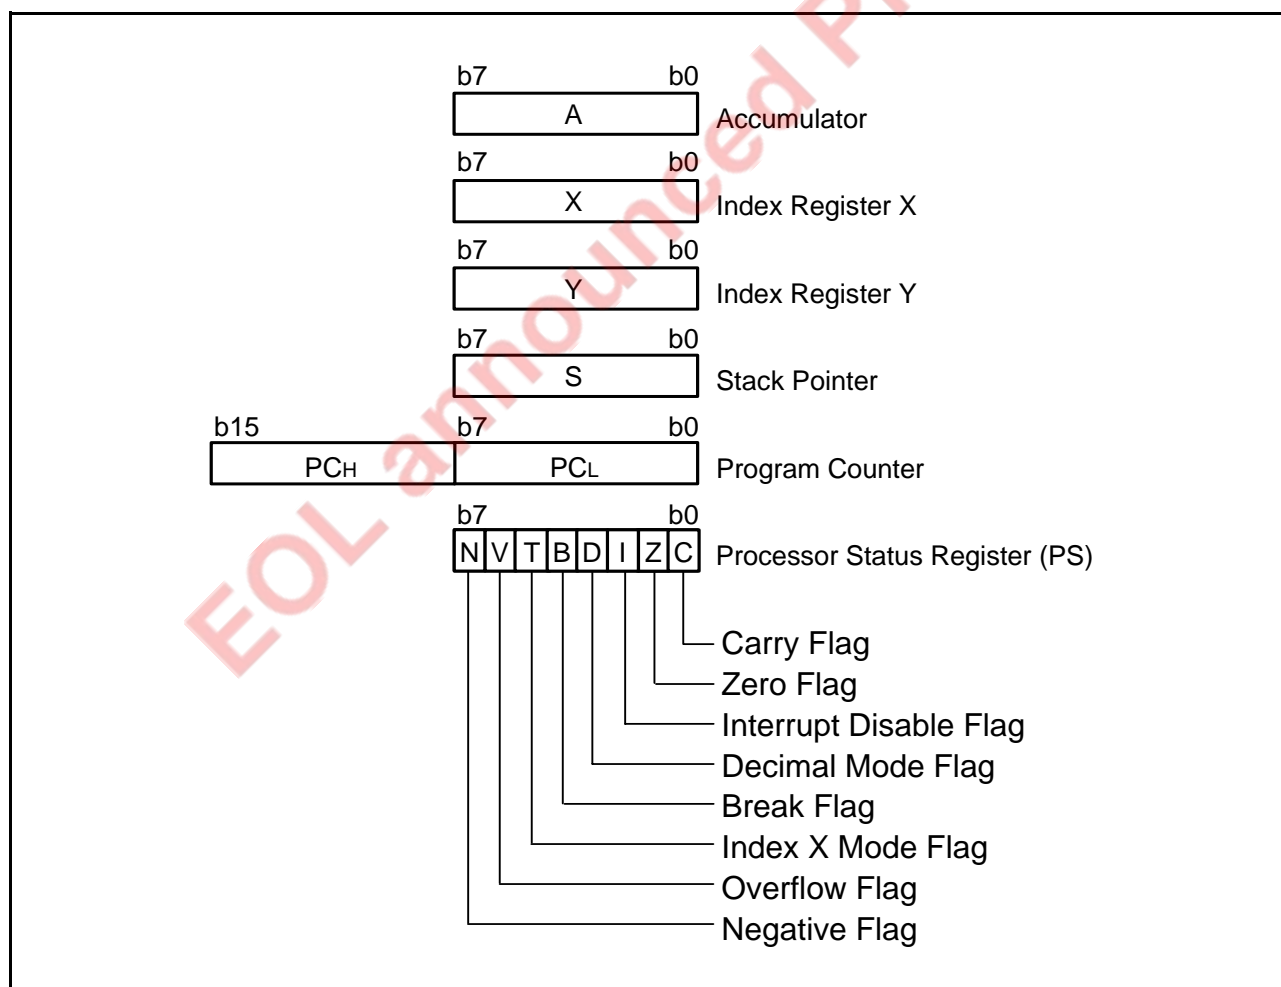 b7 b0
A Accumulator
b7 b0
X Index Register X
b7 b0
Y Index Register Y
b7 b0
S Stack Pointer
b15 b7 b0
PCH PCL Program Counter
b7 b0
N V T B D I Z C Processor Status Register (PS)
Carry Flag
Zero Flag
Interrupt Disable Flag
Decimal Mode Flag
Break Flag
Index X Mode Flag
Overflow Flag
Negative Flag
EOL announced